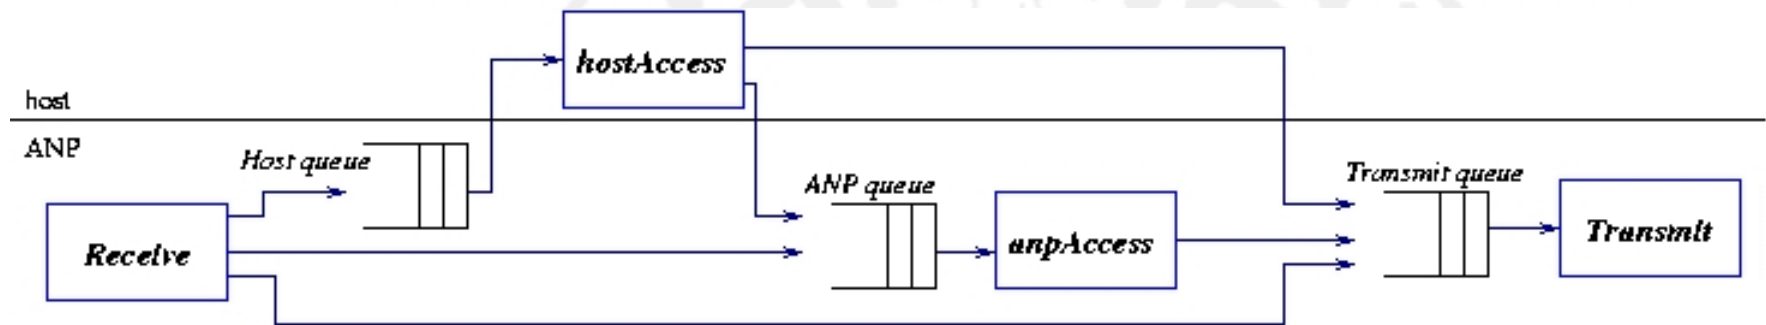 hostAccess
host
ANP
Host queue
ANP queue
Transmit queue
Receive
anpAccess
Transmit